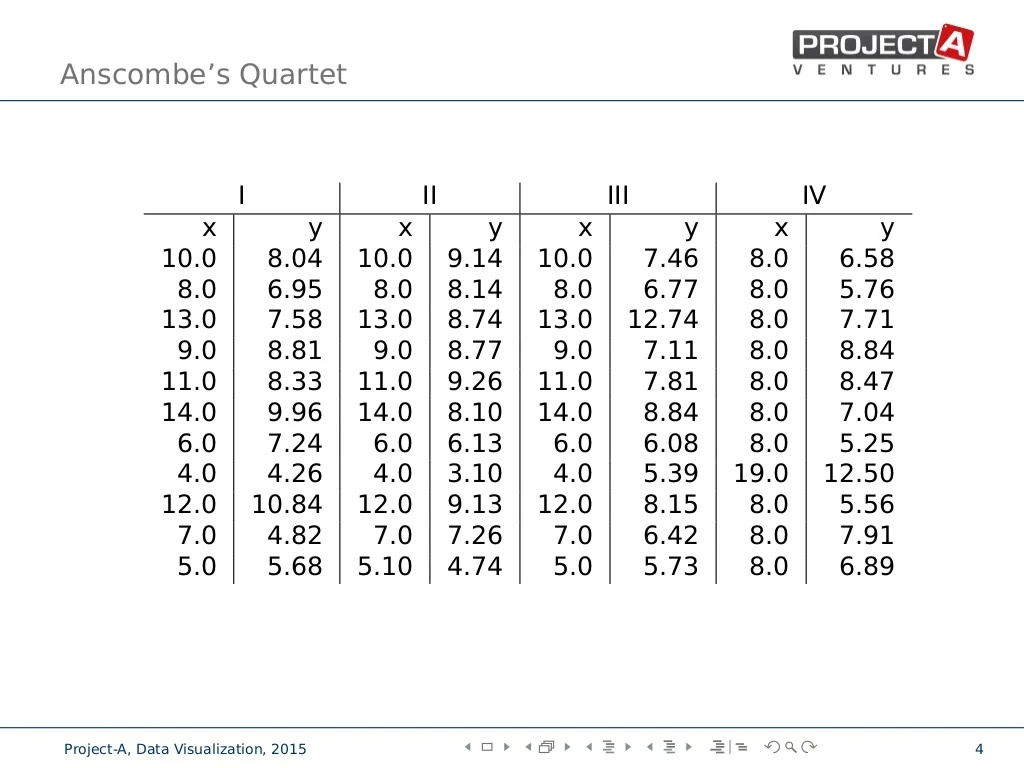 PROJECT A
VENTURES
Anscombe’s Quartet
I II III IV
x y x y x y x y
10.0 8.04 10.0 9.14 10.0 7.46 8.0 6.58
8.0 6.95 8.0 8.14 8.0 6.77 8.0 5.76
13.0 7.58 13.0 8.74 13.0 12.74 8.0 7.71
9.0 8.81 9.0 8.77 9.0 7.11 8.0 8.84
11.0 8.33 11.0 9.26 11.0 7.81 8.0 8.47
14.0 9.96 14.0 8.10 14.0 8.84 8.0 7.04
6.0 7.24 6.0 6.13 6.0 6.08 8.0 5.25
4.0 4.26 4.0 3.10 4.0 5.39 19.0 12.50
12.0 10.84 12.0 9.13 12.0 8.15 8.0 5.56
7.0 4.82 7.0 7.26 7.0 6.42 8.0 7.91
5.0 5.68 5.10 4.74 5.0 5.73 8.0 6.89
Project-A, Data Visualization, 2015 4